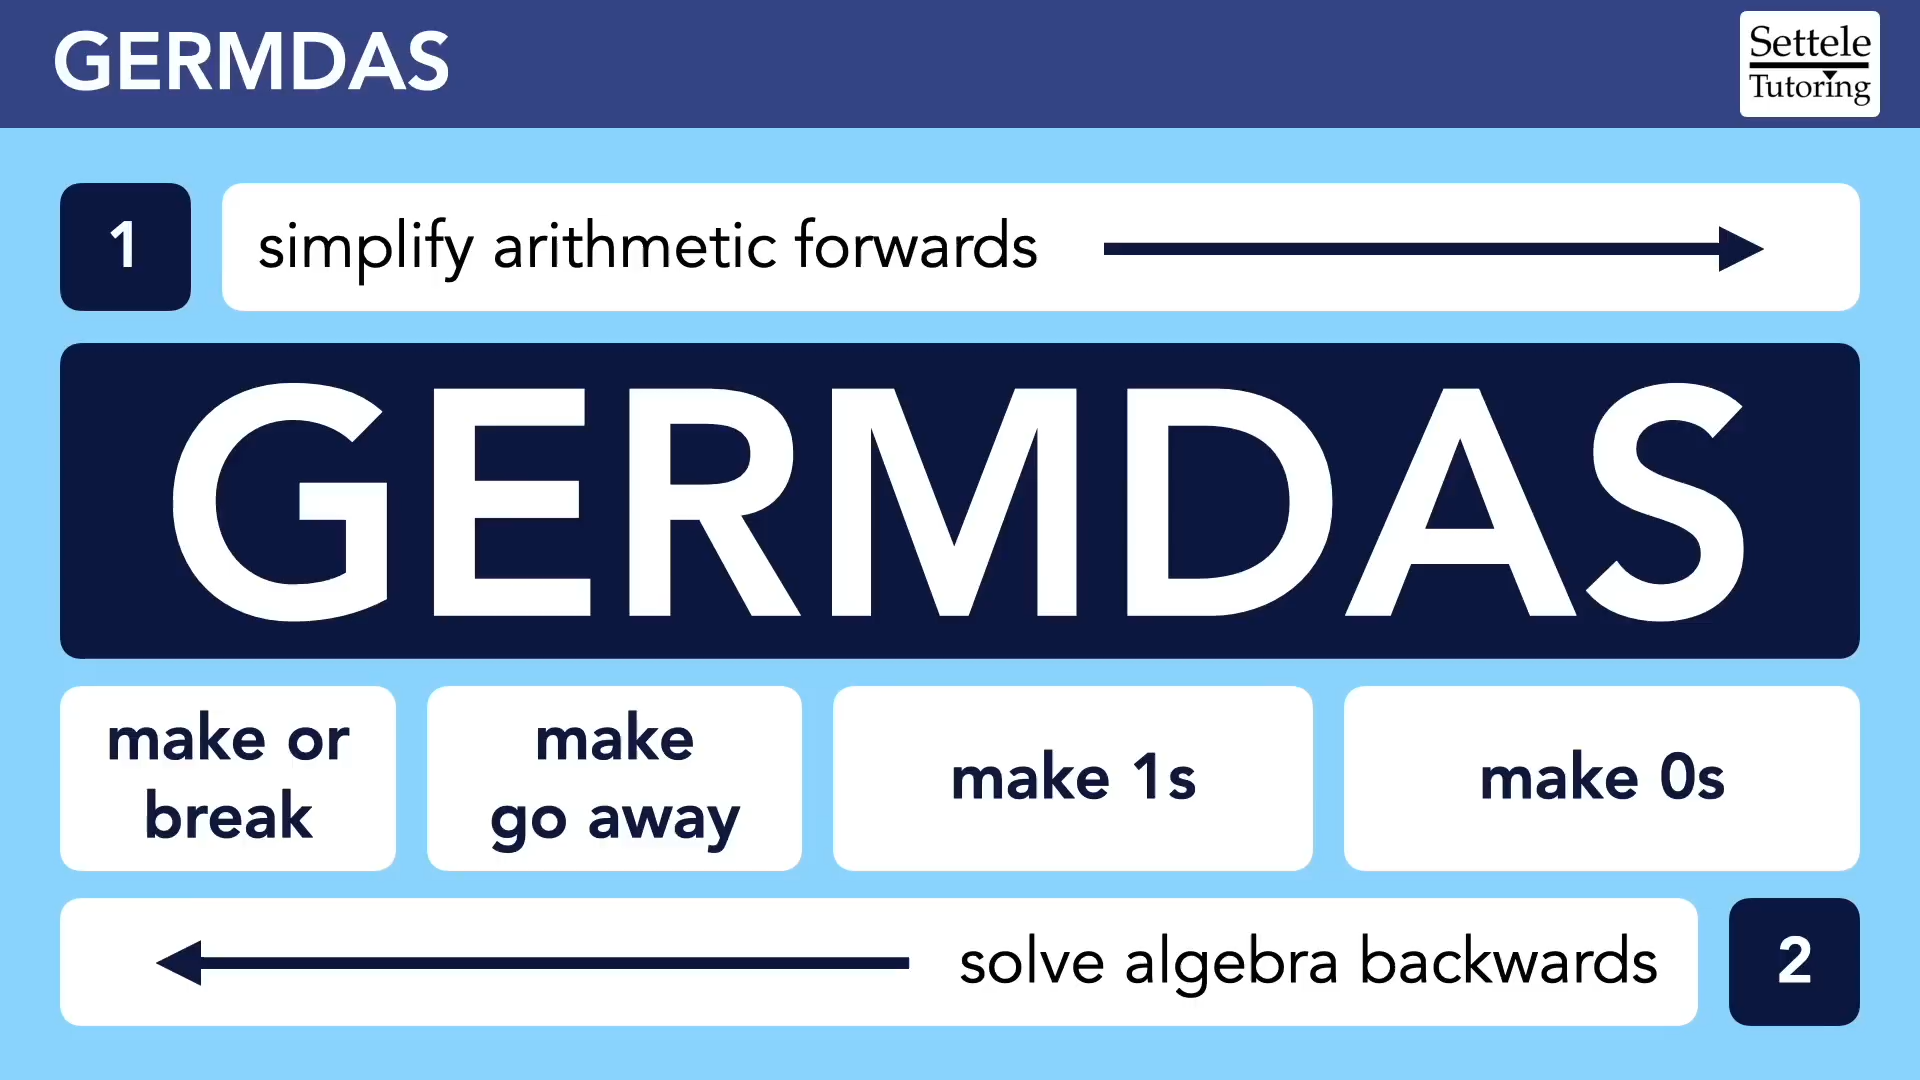 GERMDAS
Settele
Tutoring
1
simplify arithmetic forwards
GERMDAS
make or
break
make
go away
make 1s
make 0s
solve algebra backwards
2